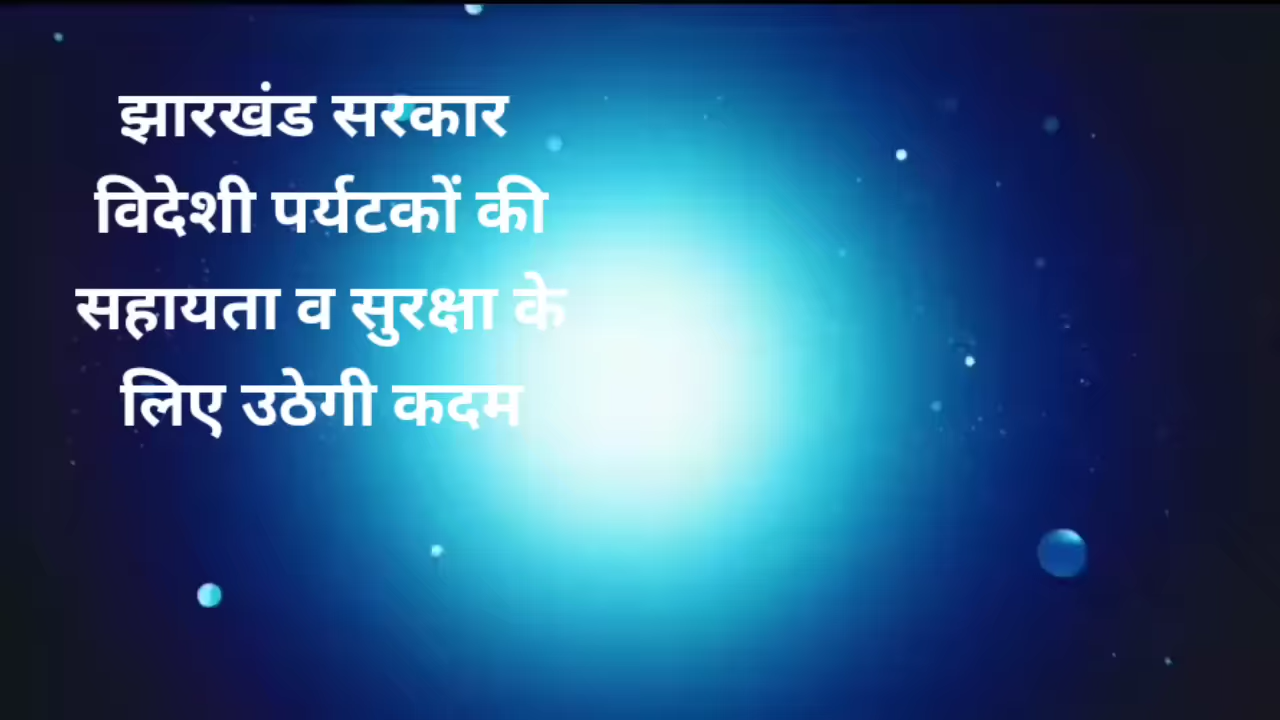 झारखंड सरकार
विदेशी पर्यटकों की
सहायता व सुरक्षा के
लिए उठेगी कदम